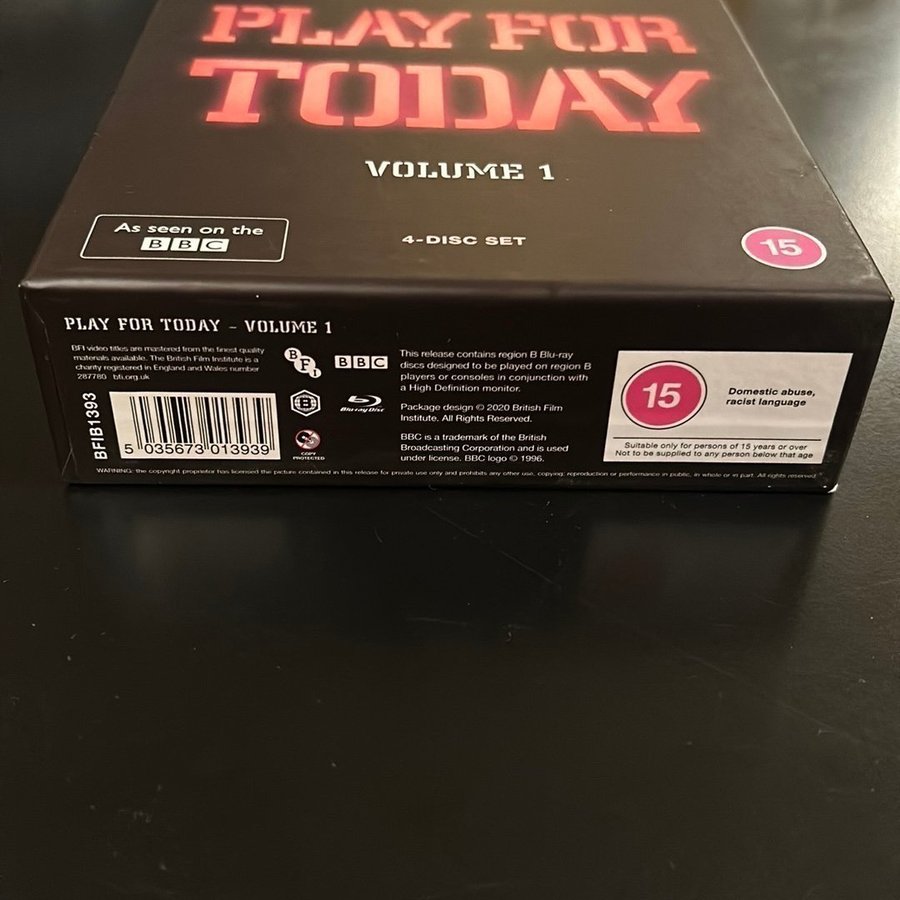 PLAY FOR
TODAY
VOLUME 1
As seen on the
BBC
4-DISC SET
15
PLAY FOR TODAY - VOLUME 1
BFI video titles are mastered from the finest quality
materials available. The British Film Institute is a
charity registered in England and Wales number
287780 bfi.org.uk
BFIB1393
5 035673 013939
BFI
BBC
B
Blu-ray Disc
COPY
PROTECTED
This release contains region B Blu-ray
discs designed to be played on region B
players or consoles in conjunction with
a High Definition monitor.
Package design © 2020 British Film
Institute. All Rights Reserved.
BBC is a trademark of the British
Broadcasting Corporation and is used
under license. BBC logo © 1996.
15
Domestic abuse,
racist language
Suitable only for persons of 15 years or over
Not to be supplied to any person below that age
WARNING: the copyright proprietor has licensed the picture contained in this release for private use only and prohibits any other use, copying, reproduction or performance in public, in whole or in part. All rights reserved.